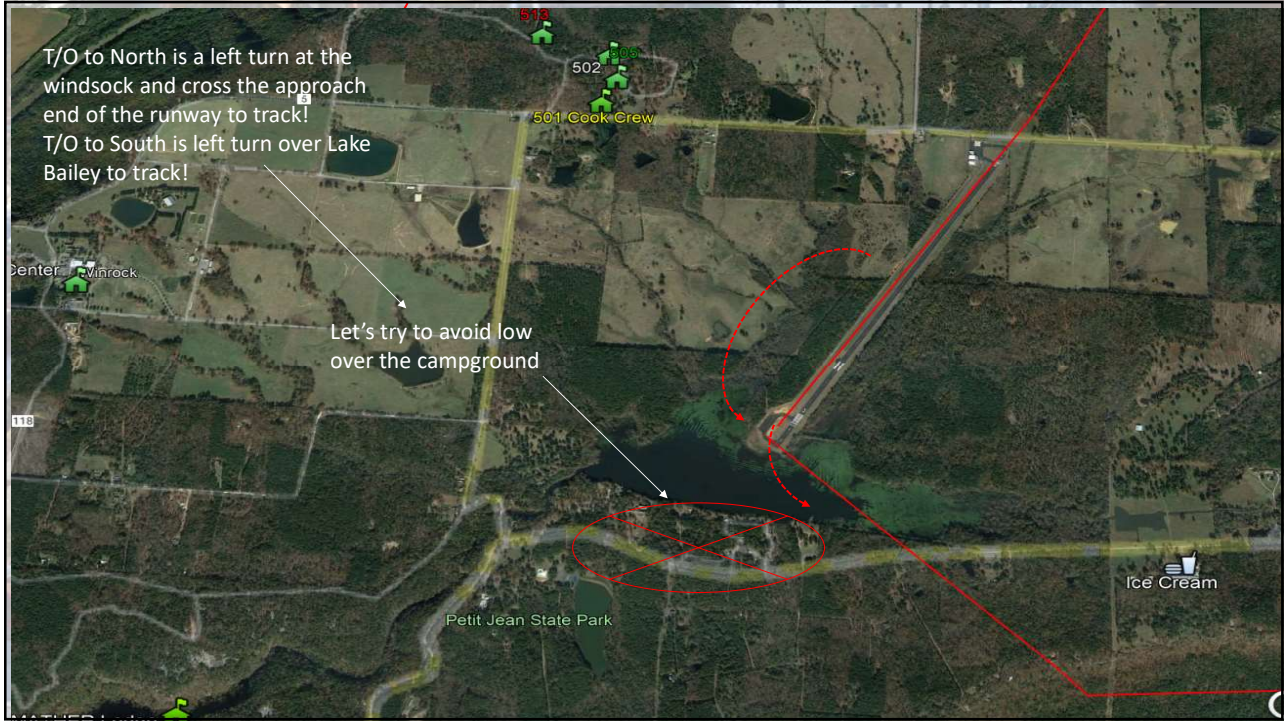 513
T/O to North is a left turn at the
windsock and cross the approach
end of the runway to track!
T/O to South is left turn over Lake
Bailey to track!
502
5
501 Cook Crew
Center
Winrock
Let's try to avoid low
over the campground
118
Ice Cream
Petit Jean State Park
MATHER